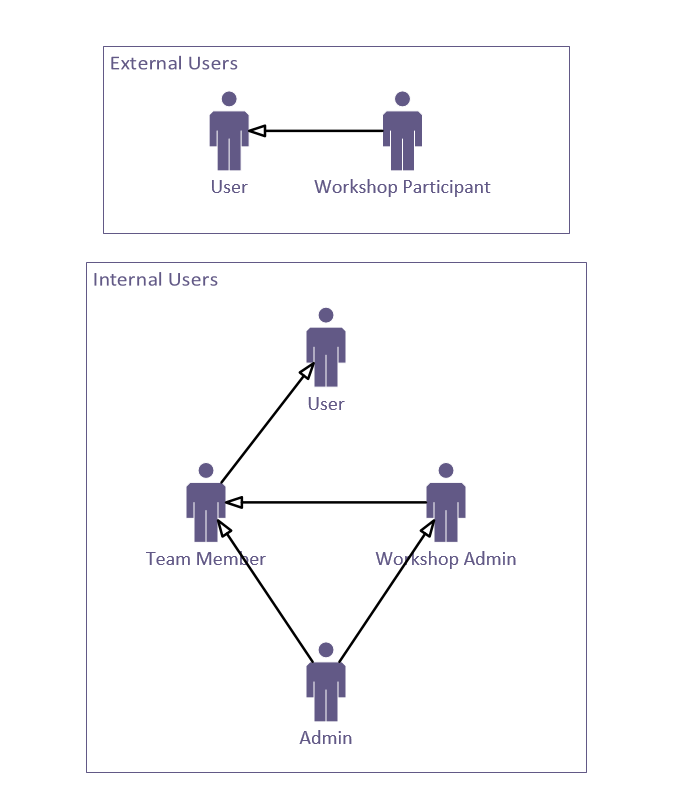 External Users
User
Workshop Participant
Internal Users
User
Team Member
Workshop Admin
Admin